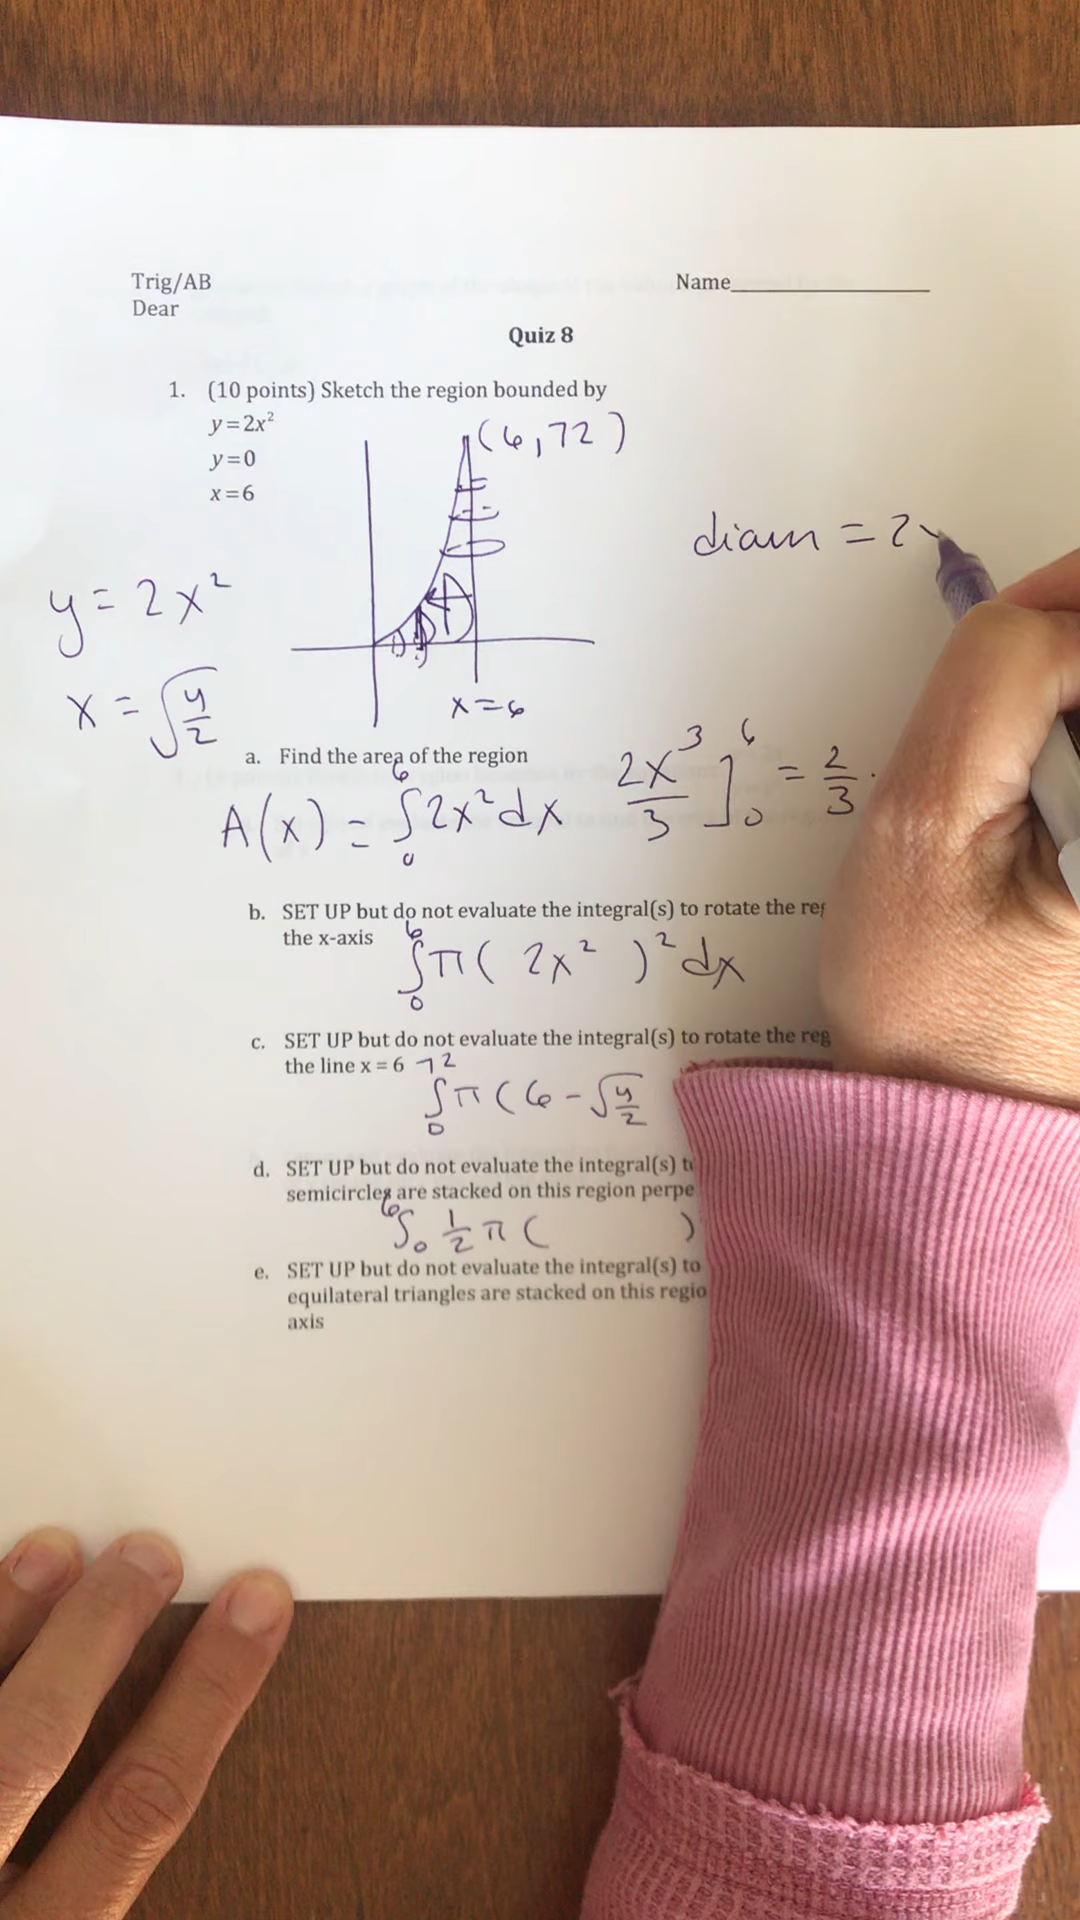 Trig/AB
Name
Dear
Quiz 8
1. (10 points) Sketch the region bounded by
y=2x²
y=0
x=6
(6,72)
diam = 2
y = 2x²
x = √(y/2)
x=6
a. Find the area of the region
A(x) = ∫₀⁶ 2x² dx 2x³/3 ]₀⁶ = 2/3 ·
b. SET UP but do not evaluate the integral(s) to rotate the
the x-axis
∫₀⁶ π( 2x² )² dx
c. SET UP but do not evaluate the integral(s) to rotate the reg
the line x = 6
∫₀⁷² π(6 - √(y/2)
d. SET UP but do not evaluate the integral(s)
semicircles are stacked on this region perpe
∫₀⁶ ½ π ( )
e. SET UP but do not evaluate the integral(s) to
equilateral triangles are stacked on this regio
axis